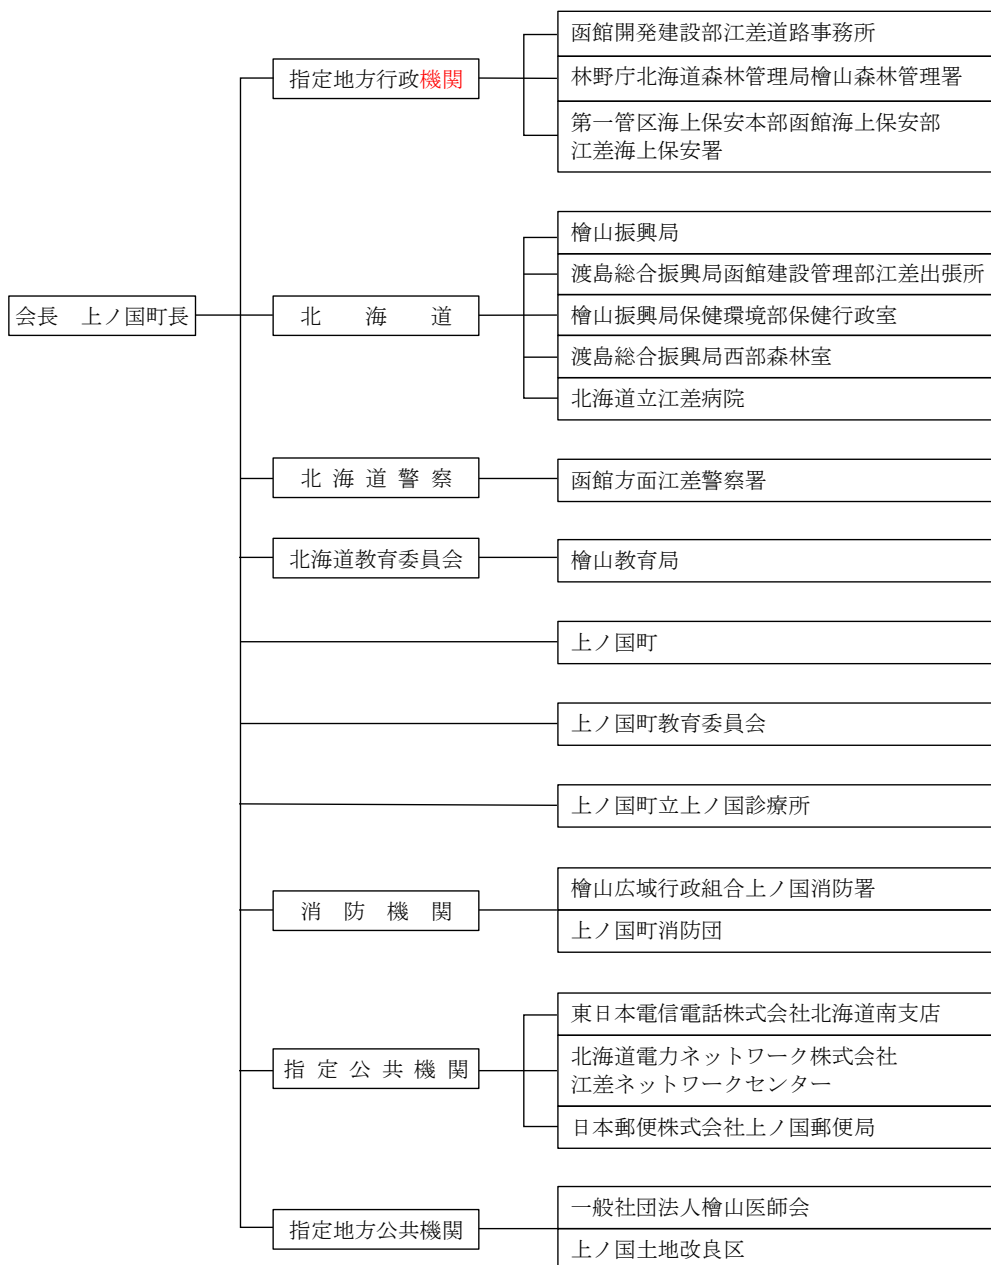 会長　上ノ国町長
指定地方行政機関
函館開発建設部江差道路事務所
林野庁北海道森林管理局檜山森林管理署
第一管区海上保安本部函館海上保安部
江差海上保安署
北海道
檜山振興局
渡島総合振興局函館建設管理部江差出張所
檜山振興局保健環境部保健行政室
渡島総合振興局西部森林室
北海道立江差病院
北海道警察
函館方面江差警察署
北海道教育委員会
檜山教育局
上ノ国町
上ノ国町教育委員会
上ノ国町立上ノ国診療所
消防機関
檜山広域行政組合上ノ国消防署
上ノ国町消防団
指定公共機関
東日本電信電話株式会社北海道南支店
北海道電力ネットワーク株式会社
江差ネットワークセンター
日本郵便株式会社上ノ国郵便局
指定地方公共機関
一般社団法人檜山医師会
上ノ国土地改良区